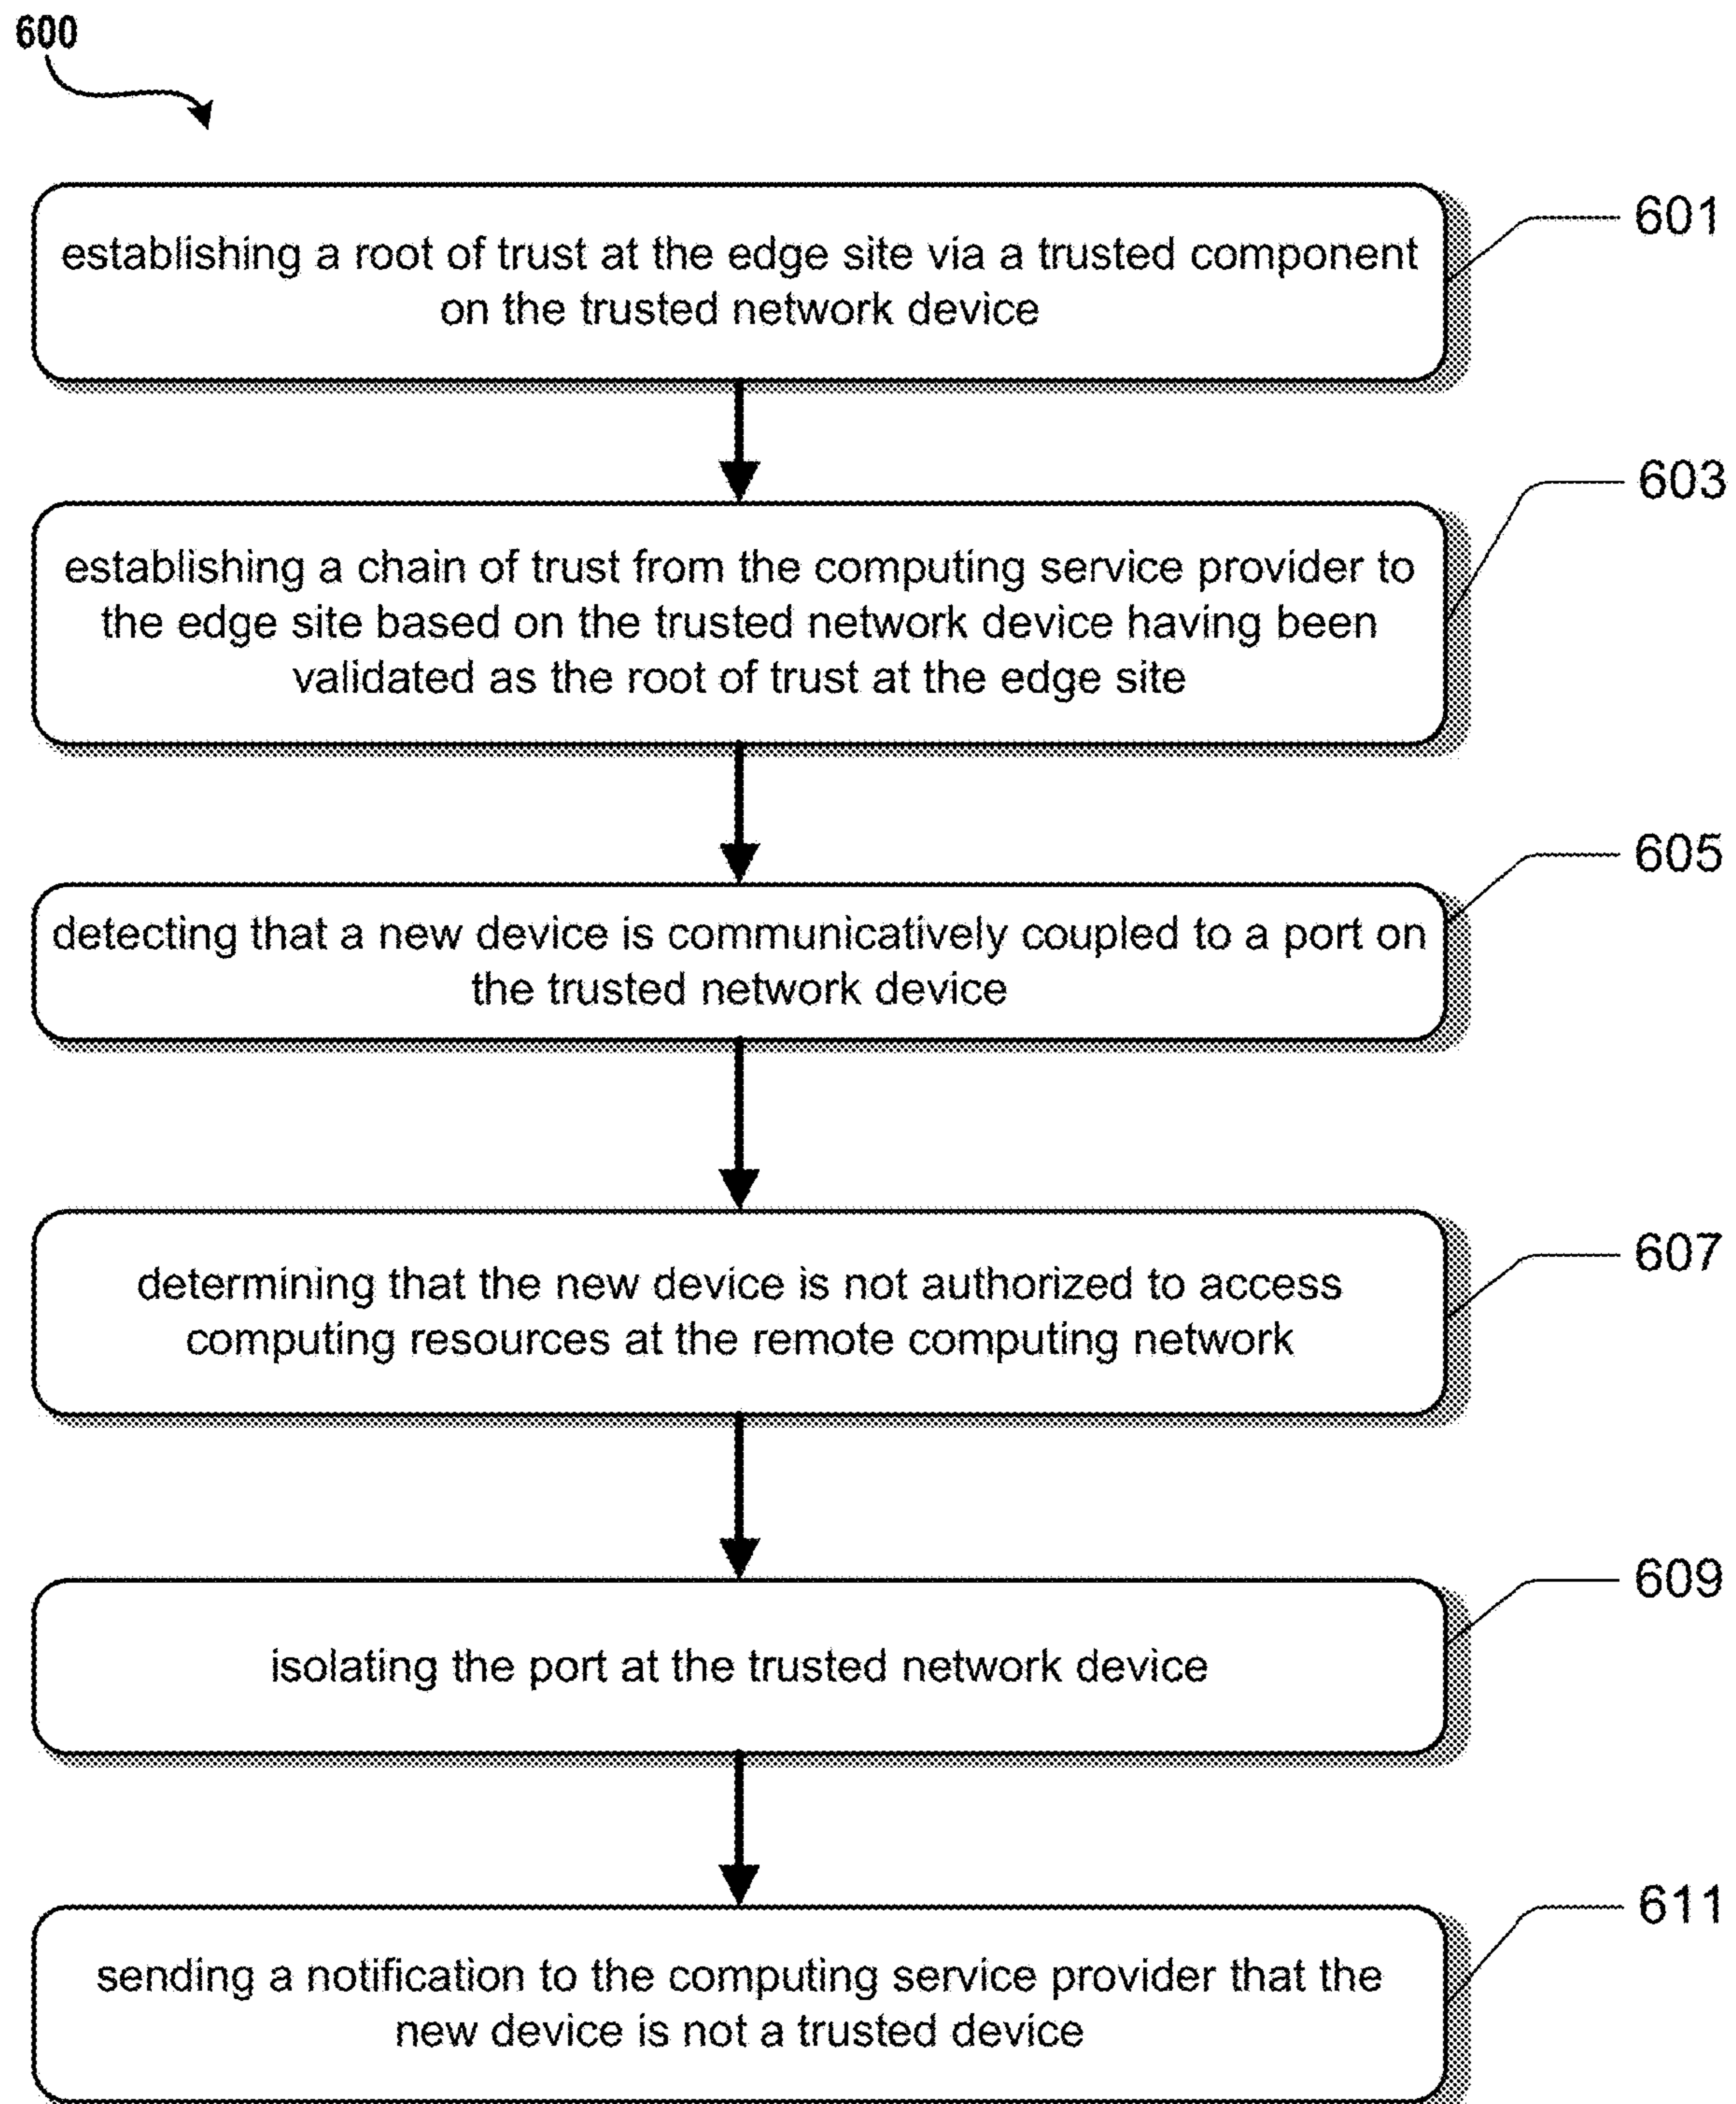 600
establishing a root of trust at the edge site via a trusted component
on the trusted network device
601
establishing a chain of trust from the computing service provider to
the edge site based on the trusted network device having been
validated as the root of trust at the edge site
603
detecting that a new device is communicatively coupled to a port on
the trusted network device
605
determining that the new device is not authorized to access
computing resources at the remote computing network
607
isolating the port at the trusted network device
609
sending a notification to the computing service provider that the
new device is not a trusted device
611